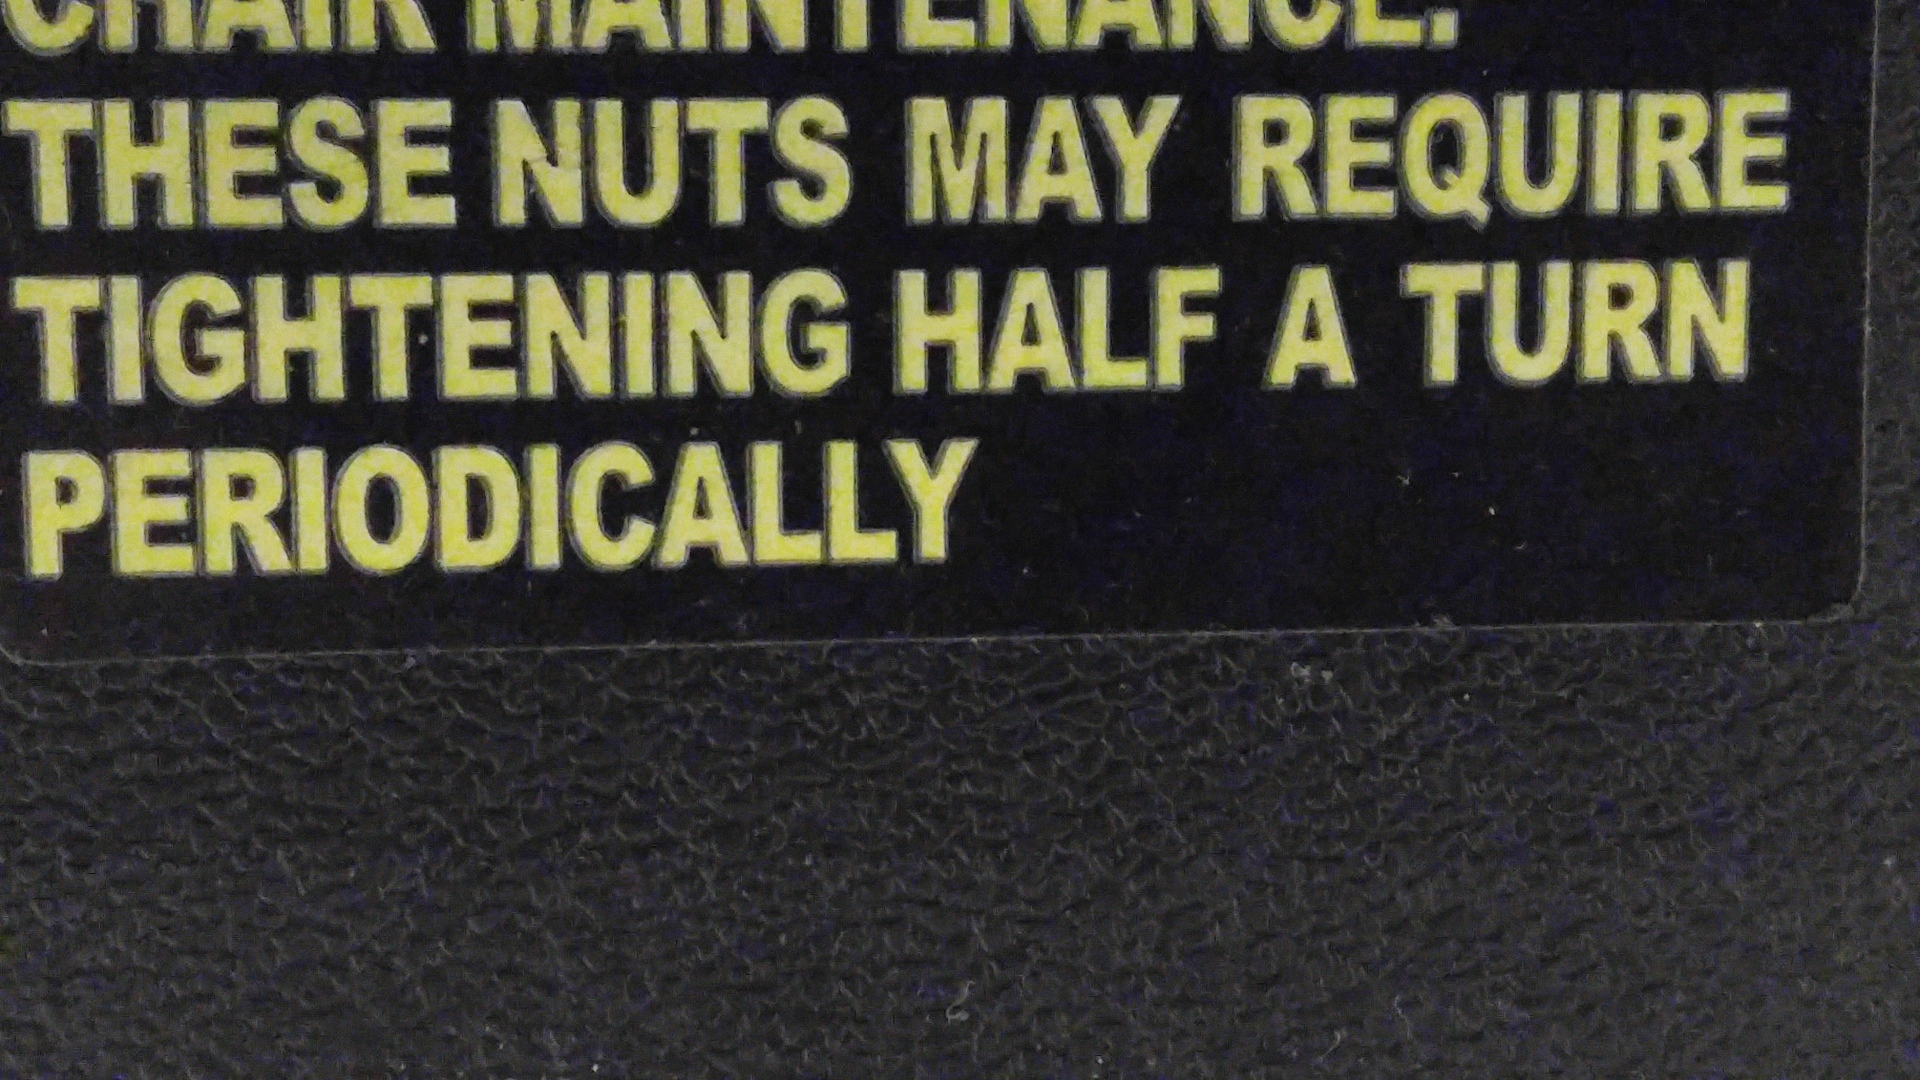 CHAIR MAINTENANCE:
THESE NUTS MAY REQUIRE
TIGHTENING HALF A TURN
PERIODICALLY